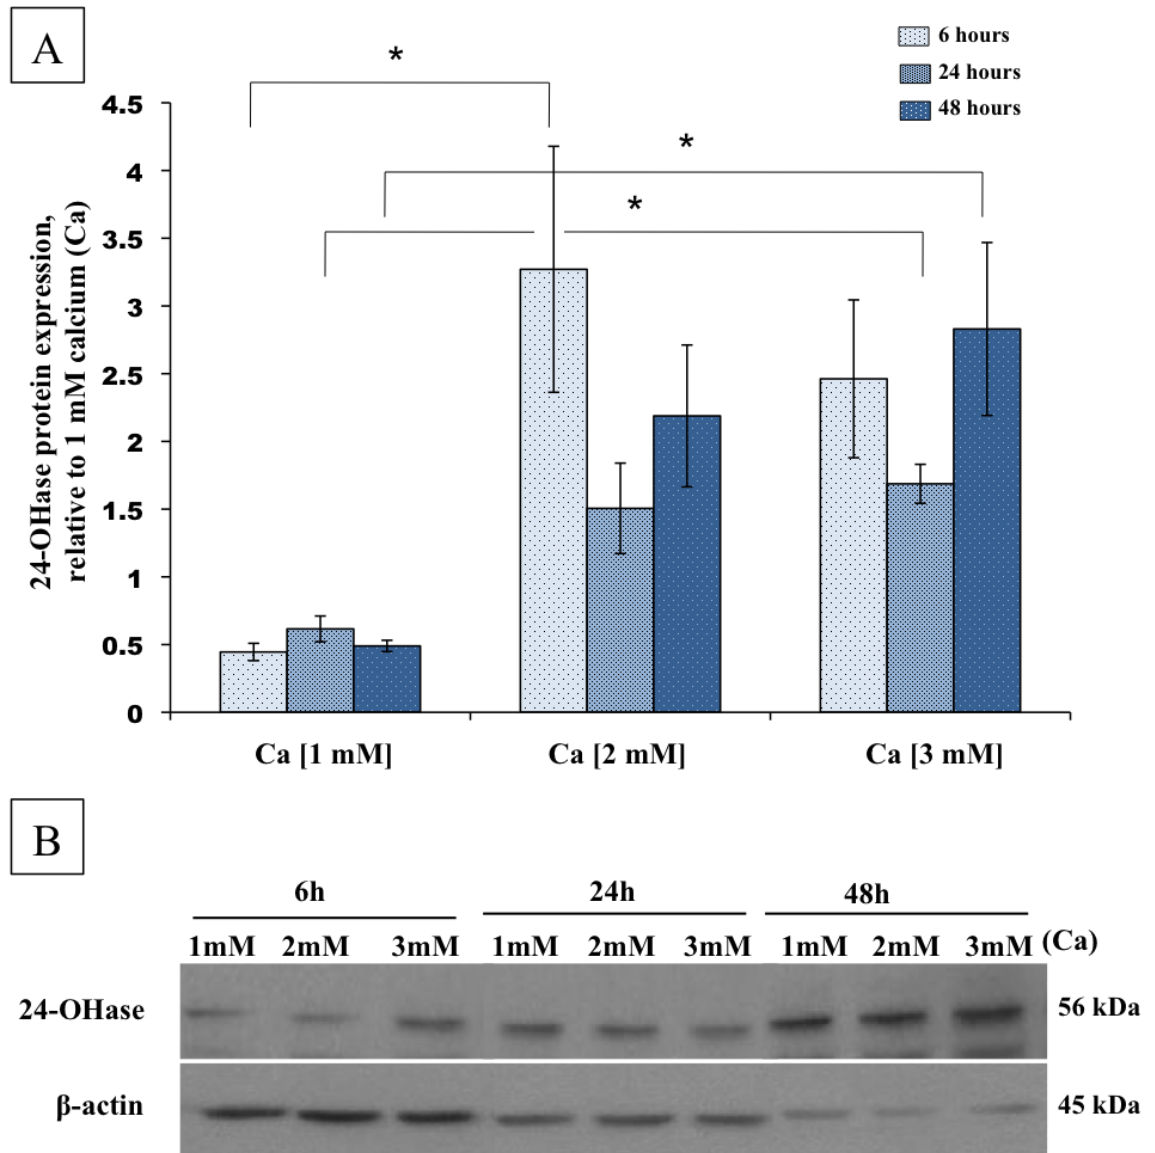 A
6 hours
24 hours
48 hours
*
*
*
24-OHase protein expression,
relative to 1 mM calcium (Ca)
4.5
4
3.5
3
2.5
2
1.5
1
0.5
0
Ca [1 mM] Ca [2 mM] Ca [3 mM]
B
6h 24h 48h
1mM 2mM 3mM 1mM 2mM 3mM 1mM 2mM 3mM (Ca)
24-OHase 56 kDa
β-actin 45 kDa